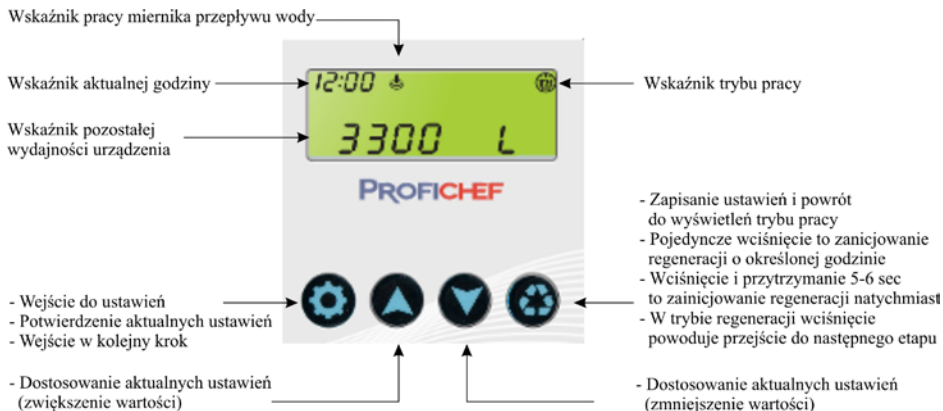 Wskaźnik pracy miernika przepływu wody
Wskaźnik aktualnej godziny
12:00
Wskaźnik trybu pracy
Wskaźnik pozostałej
wydajności urządzenia
3300 L
PROFICHEF
- Zapisanie ustawień i powrót
do wyświetleń trybu pracy
- Pojedyncze wciśnięcie to zanicjowanie
regeneracji o określonej godzinie
- Wciśnięcie i przytrzymanie 5-6 sec
to zainicjowanie regeneracji natychmiast
- W trybie regeneracji wciśnięcie
powoduje przejście do następnego etapu
- Wejście do ustawień
- Potwierdzenie aktualnych ustawień
- Wejście w kolejny krok
- Dostosowanie aktualnych ustawień
(zwiększenie wartości)
- Dostosowanie aktualnych ustawień
(zmniejszenie wartości)